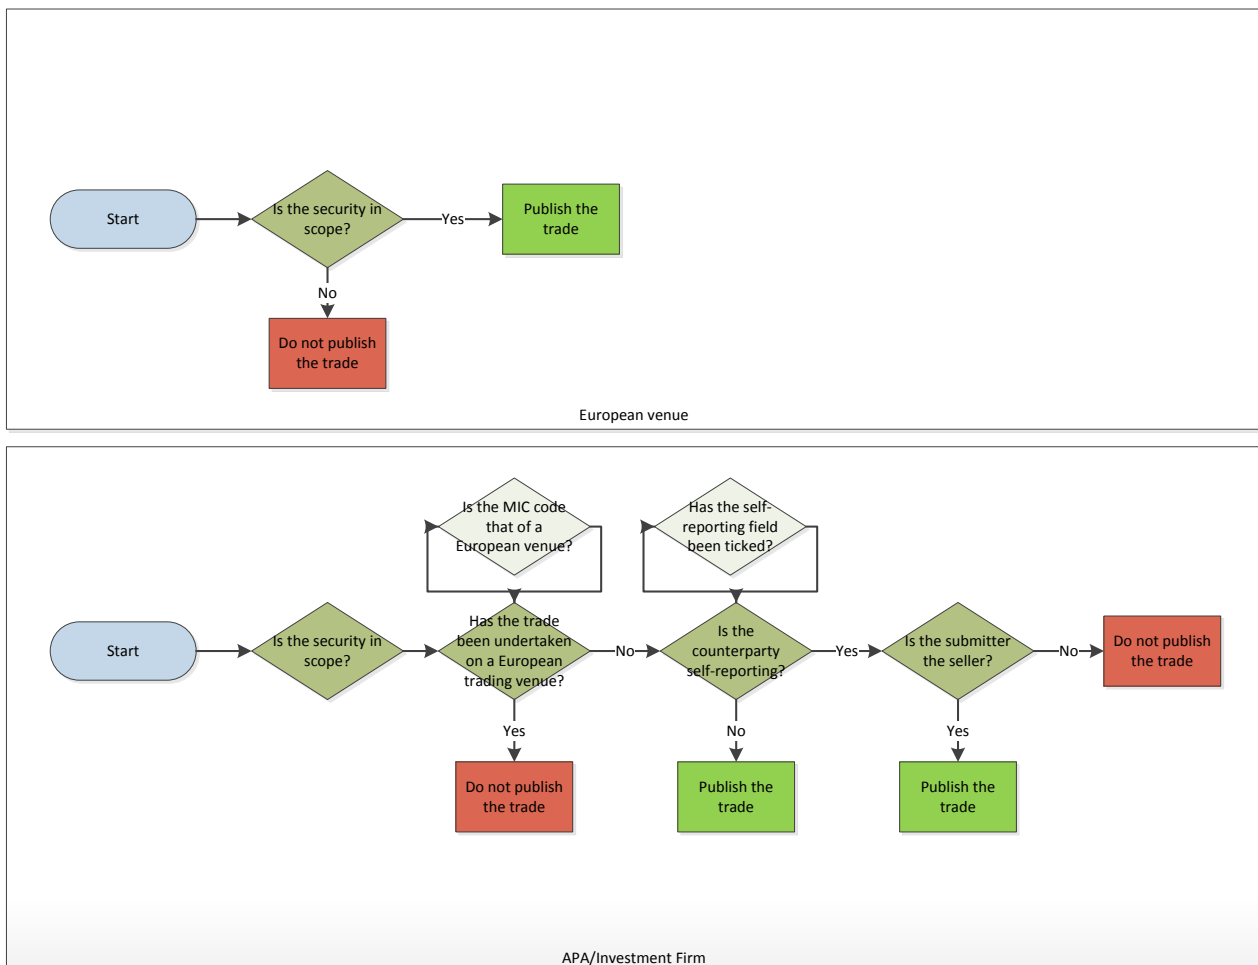 Start
Is the security in
scope?
Yes
Publish the
trade
No
Do not publish
the trade
European venue
Is the MIC code
that of a
European venue?
Has the self-
reporting field
been ticked?
Start
Is the security in
scope?
Has the trade
been undertaken
on a European
trading venue?
No
Is the
counterparty
self-reporting?
Yes
Is the submitter
the seller?
No
Do not publish
the trade
Yes
No
Yes
Do not publish
the trade
Publish the
trade
Publish the
trade
APA/Investment Firm